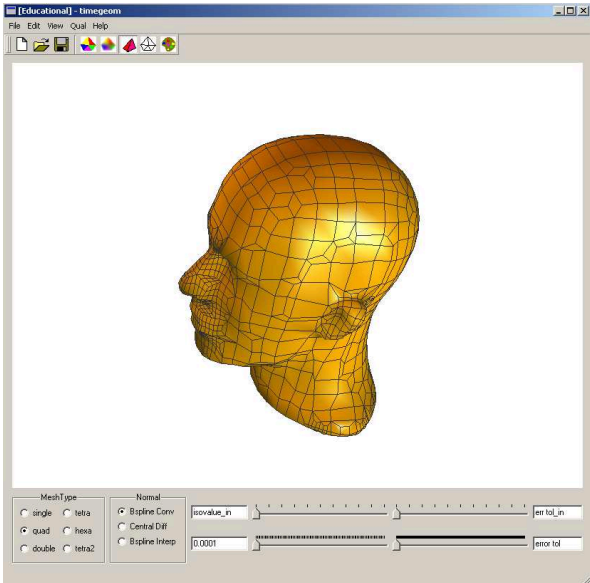 [Educational] - timegeom
File Edit View Qual Help
MeshType
single tetra
quad hexa
double tetra2
Normal
Bspline Conv
Central Diff
Bspline Interp
isovalue_in
err tol_in
0.0001
error tol